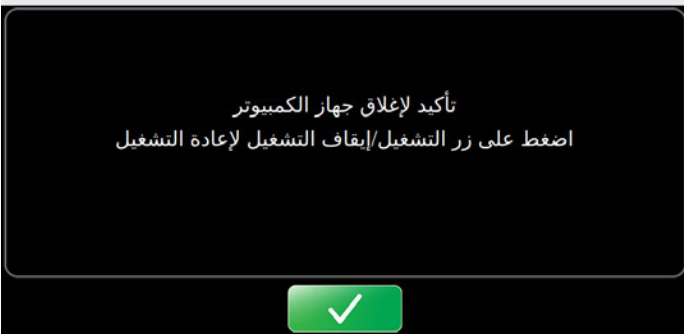 تأكيد لإغلاق جهاز الكمبيوتر
اضغط على زر التشغيل/إيقاف التشغيل لإعادة التشغيل